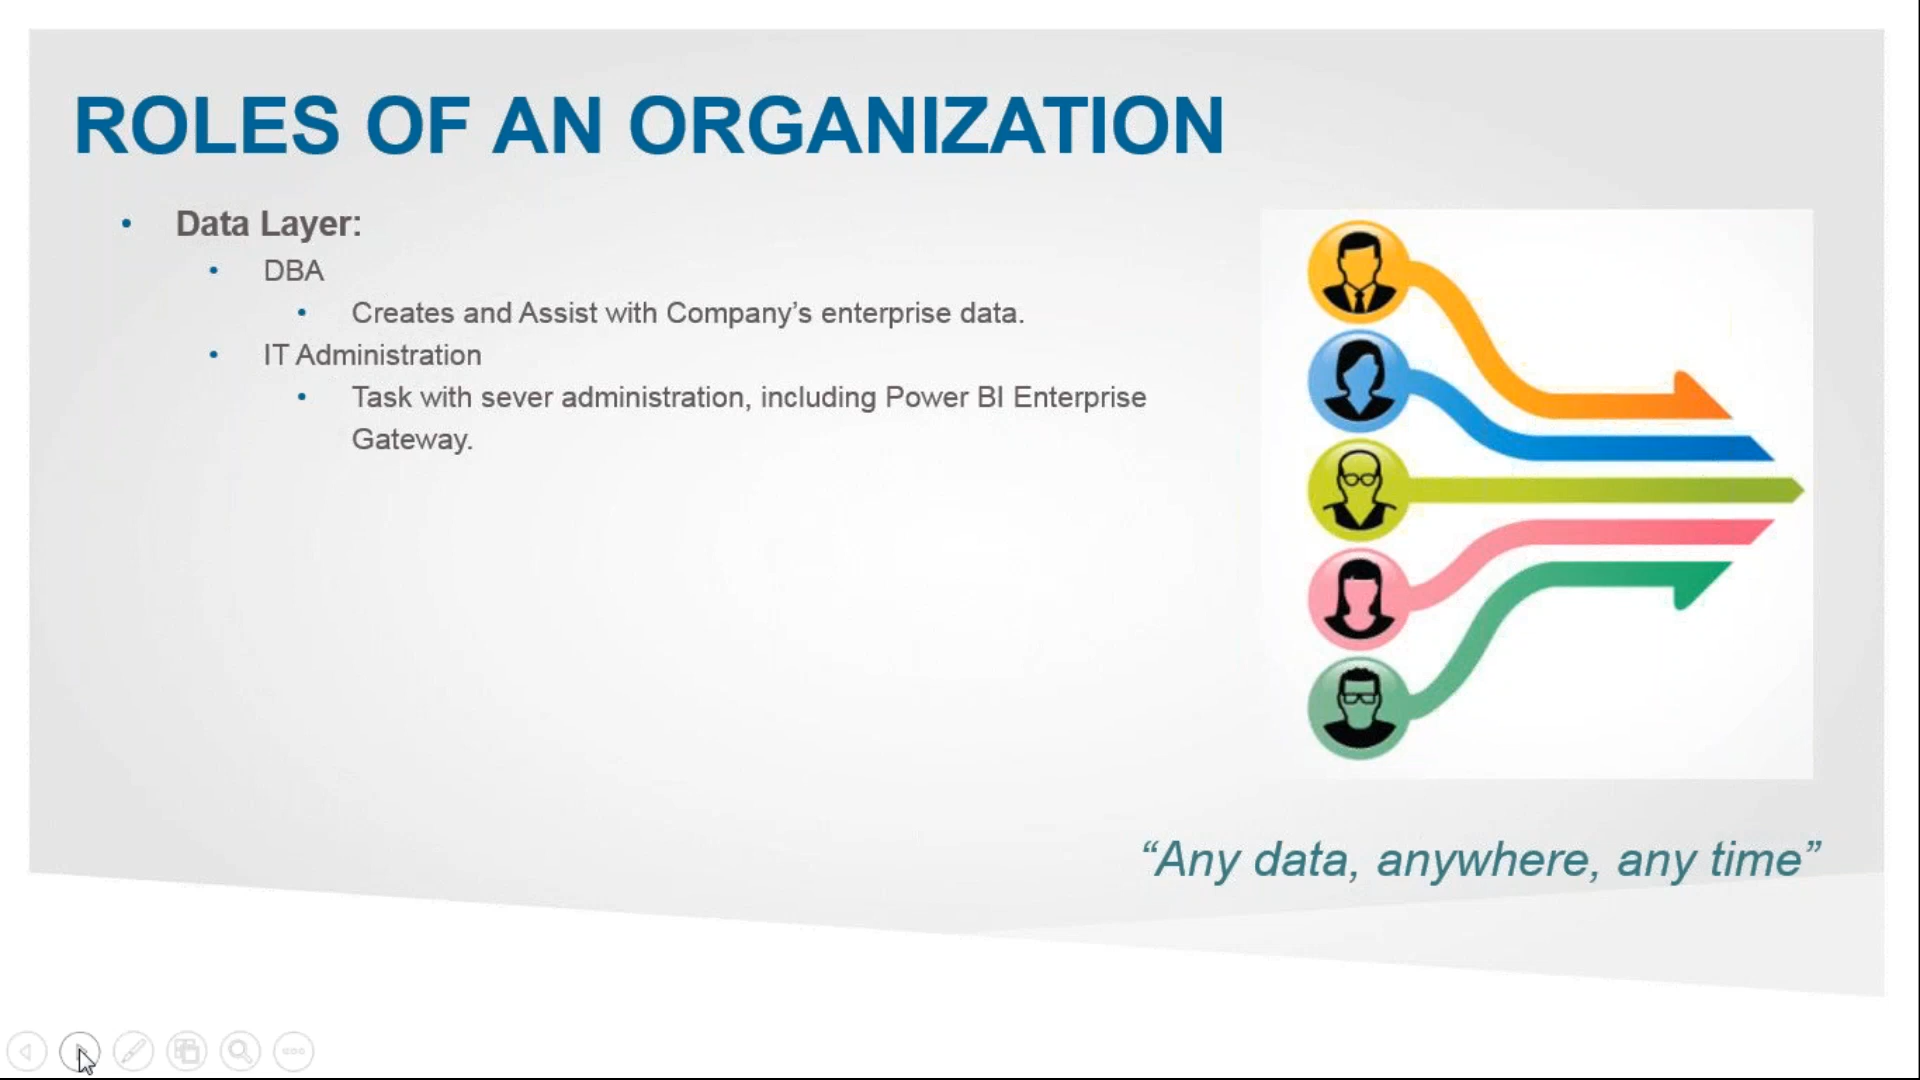 ROLES OF AN ORGANIZATION
• Data Layer:
• DBA
• Creates and Assist with Company’s enterprise data.
• IT Administration
• Task with sever administration, including Power BI Enterprise
Gateway.
“Any data, anywhere, any time”